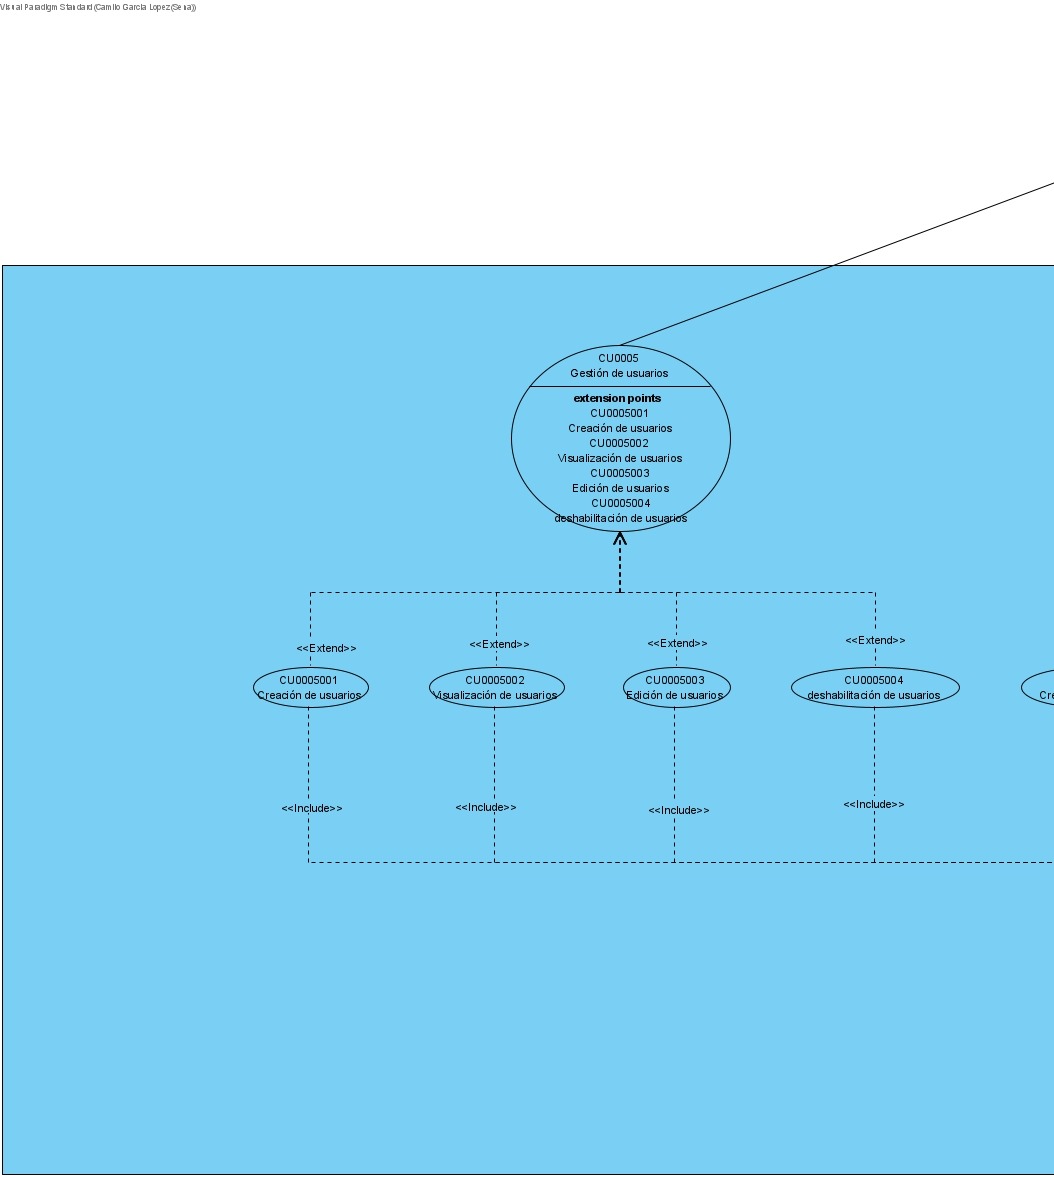 Visual Paradigm Standard (Camilo Garcia Lopez(Sena))
CU0005
Gestión de usuarios
extension points
CU0005001
Creación de usuarios
CU0005002
Visualización de usuarios
CU0005003
Edición de usuarios
CU0005004
deshabilitación de usuarios
<<Extend>>
<<Extend>>
<<Extend>>
<<Extend>>
CU0005001
Creación de usuarios
CU0005002
Visualización de usuarios
CU0005003
Edición de usuarios
CU0005004
deshabilitación de usuarios
Cre
<<Include>>
<<Include>>
<<Include>>
<<Include>>